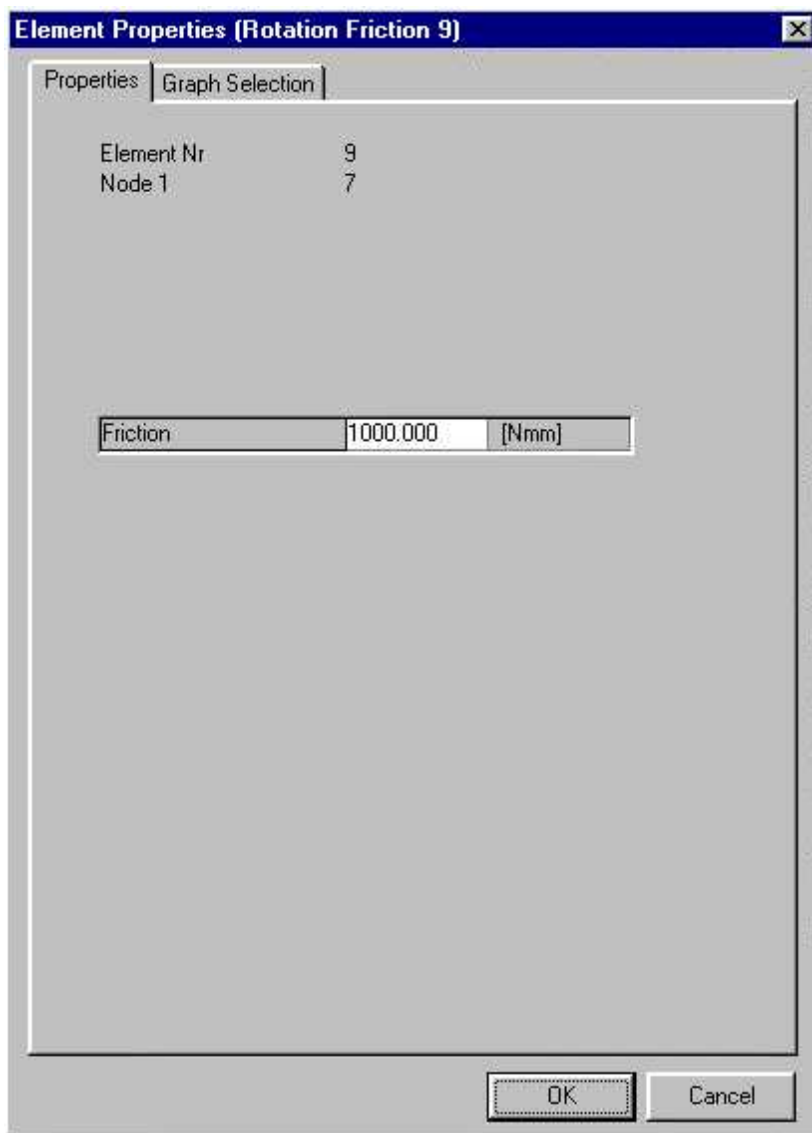 Element Properties (Rotation Friction 9)
Properties Graph Selection
Element Nr 9
Node 1 7
Friction 1000.000 [Nmm]
OK Cancel